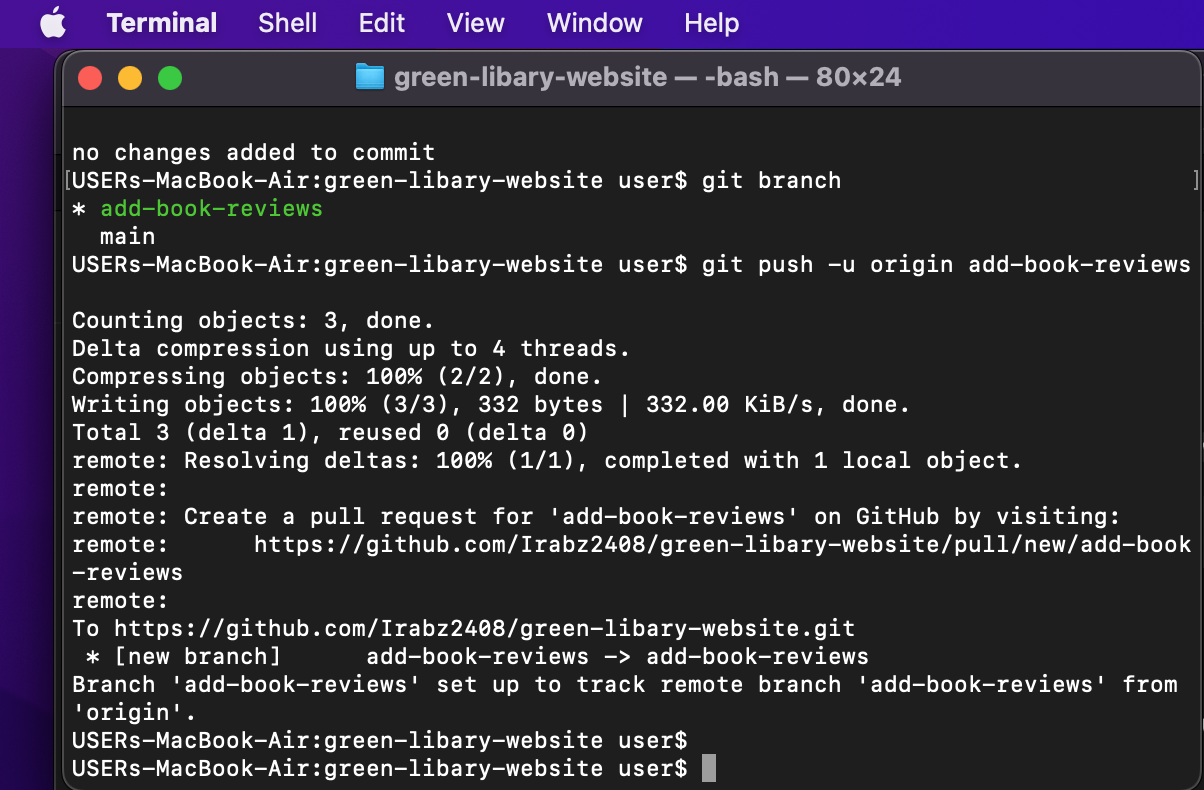 Terminal Shell Edit View Window Help
green-libary-website — -bash — 80×24
no changes added to commit
[USERs-MacBook-Air:green-libary-website user$ git branch ]
* add-book-reviews
  main
USERs-MacBook-Air:green-libary-website user$ git push -u origin add-book-reviews
Counting objects: 3, done.
Delta compression using up to 4 threads.
Compressing objects: 100% (2/2), done.
Writing objects: 100% (3/3), 332 bytes | 332.00 KiB/s, done.
Total 3 (delta 1), reused 0 (delta 0)
remote: Resolving deltas: 100% (1/1), completed with 1 local object.
remote:
remote: Create a pull request for 'add-book-reviews' on GitHub by visiting:
remote:      https://github.com/Irabz2408/green-libary-website/pull/new/add-book
-reviews
remote:
To https://github.com/Irabz2408/green-libary-website.git
 * [new branch]      add-book-reviews -> add-book-reviews
Branch 'add-book-reviews' set up to track remote branch 'add-book-reviews' from
'origin'.
USERs-MacBook-Air:green-libary-website user$
USERs-MacBook-Air:green-libary-website user$